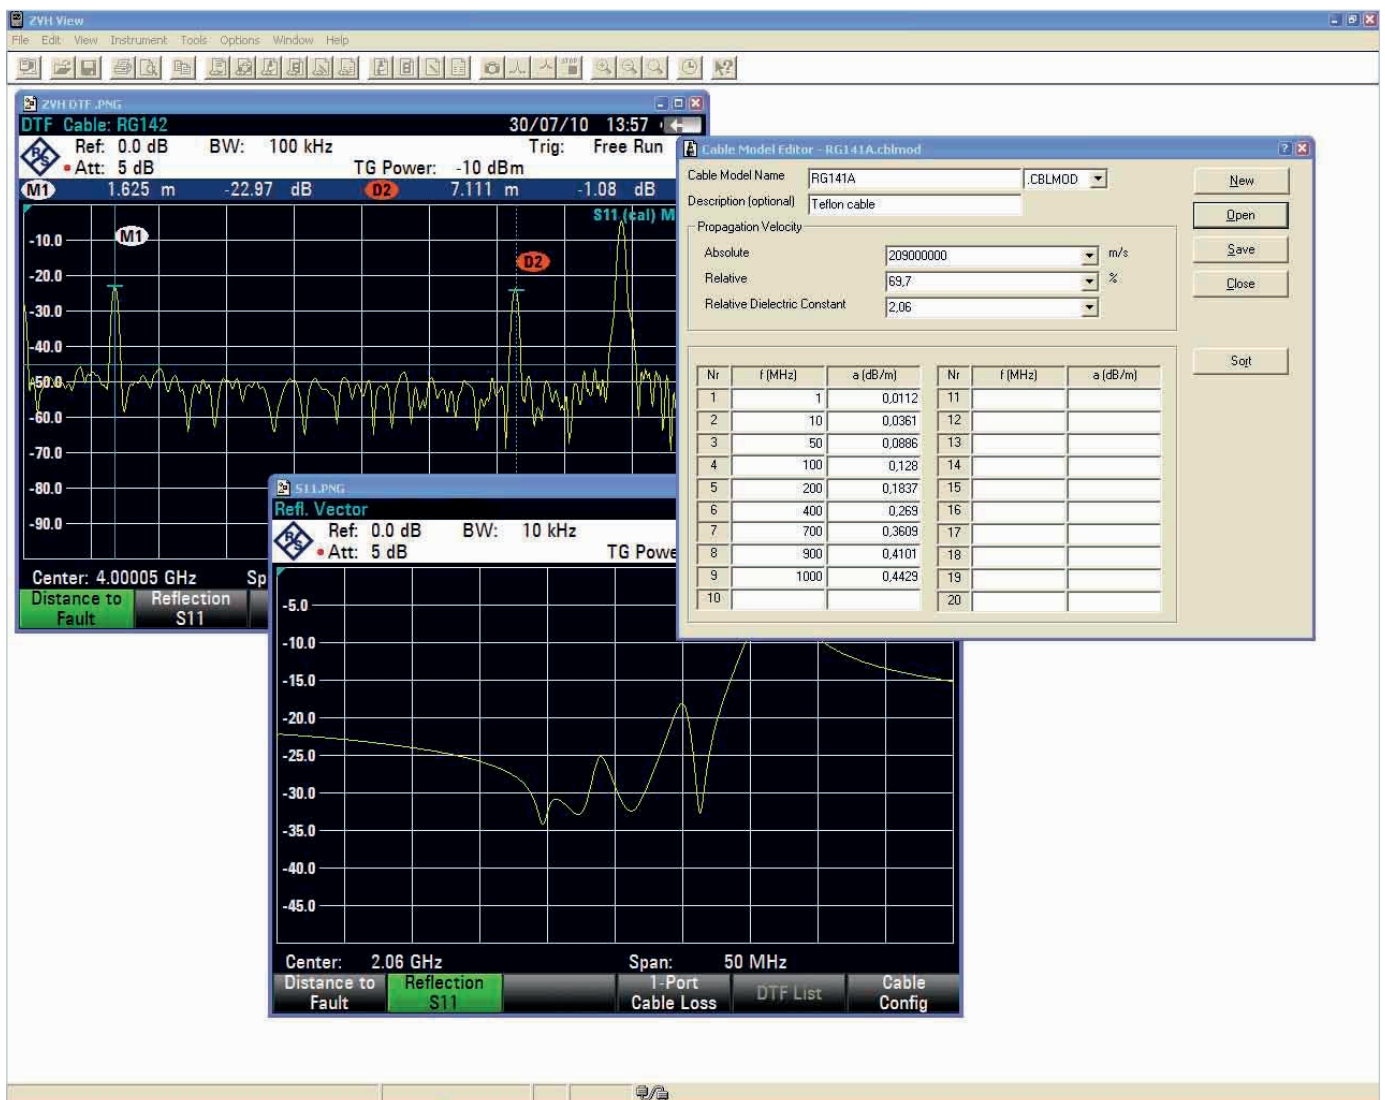 ZVH View
File Edit View Instrument Tools Options Window Help
STOP
ZVH DTF .PNG
DTF Cable: RG142 30/07/10 13:57
Ref: 0.0 dB BW: 100 kHz Trig: Free Run
Att: 5 dB TG Power: -10 dBm
M1 1.625 m -22.97 dB D2 7.111 m -1.08 dB
S11 (cal) M
M1
D2
-10.0
-20.0
-30.0
-40.0
-50.0
-60.0
-70.0
-80.0
-90.0
Center: 4.00005 GHz Sp
Distance to Fault
Reflection S11
Cable Model Editor - RG141A.cblmod
Cable Model Name RG141A .CBLMOD
Description (optional) Teflon cable
Propagation Velocity
Absolute 209000000 m/s
Relative 69,7 %
Relative Dielectric Constant 2,06
New
Open
Save
Close
Sort
Nr f (MHz) a (dB/m) Nr f (MHz) a (dB/m)
1 1 0,0112 11
2 10 0,0361 12
3 50 0,0886 13
4 100 0,128 14
5 200 0,1837 15
6 400 0,269 16
7 700 0,3609 17
8 900 0,4101 18
9 1000 0,4429 19
10 20
S11.PNG
Refl. Vector
Ref: 0.0 dB BW: 10 kHz
Att: 5 dB TG Powe
-5.0
-10.0
-15.0
-20.0
-25.0
-30.0
-35.0
-40.0
-45.0
Center: 2.06 GHz Span: 50 MHz
Distance to Fault
Reflection S11
1-Port Cable Loss
DTF List
Cable Config